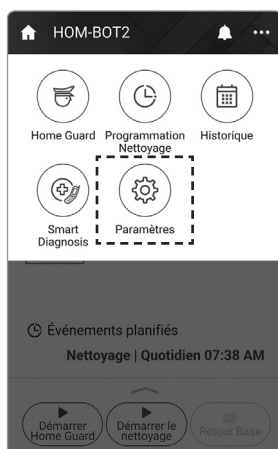 HOM-BOT2
Home Guard
Programmation
Nettoyage
Historique
Smart
Diagnosis
Paramètres
Événements planifiés
Nettoyage | Quotidien 07:38 AM
Démarrer
Home Guard
Démarrer le
nettoyage
Retour Base